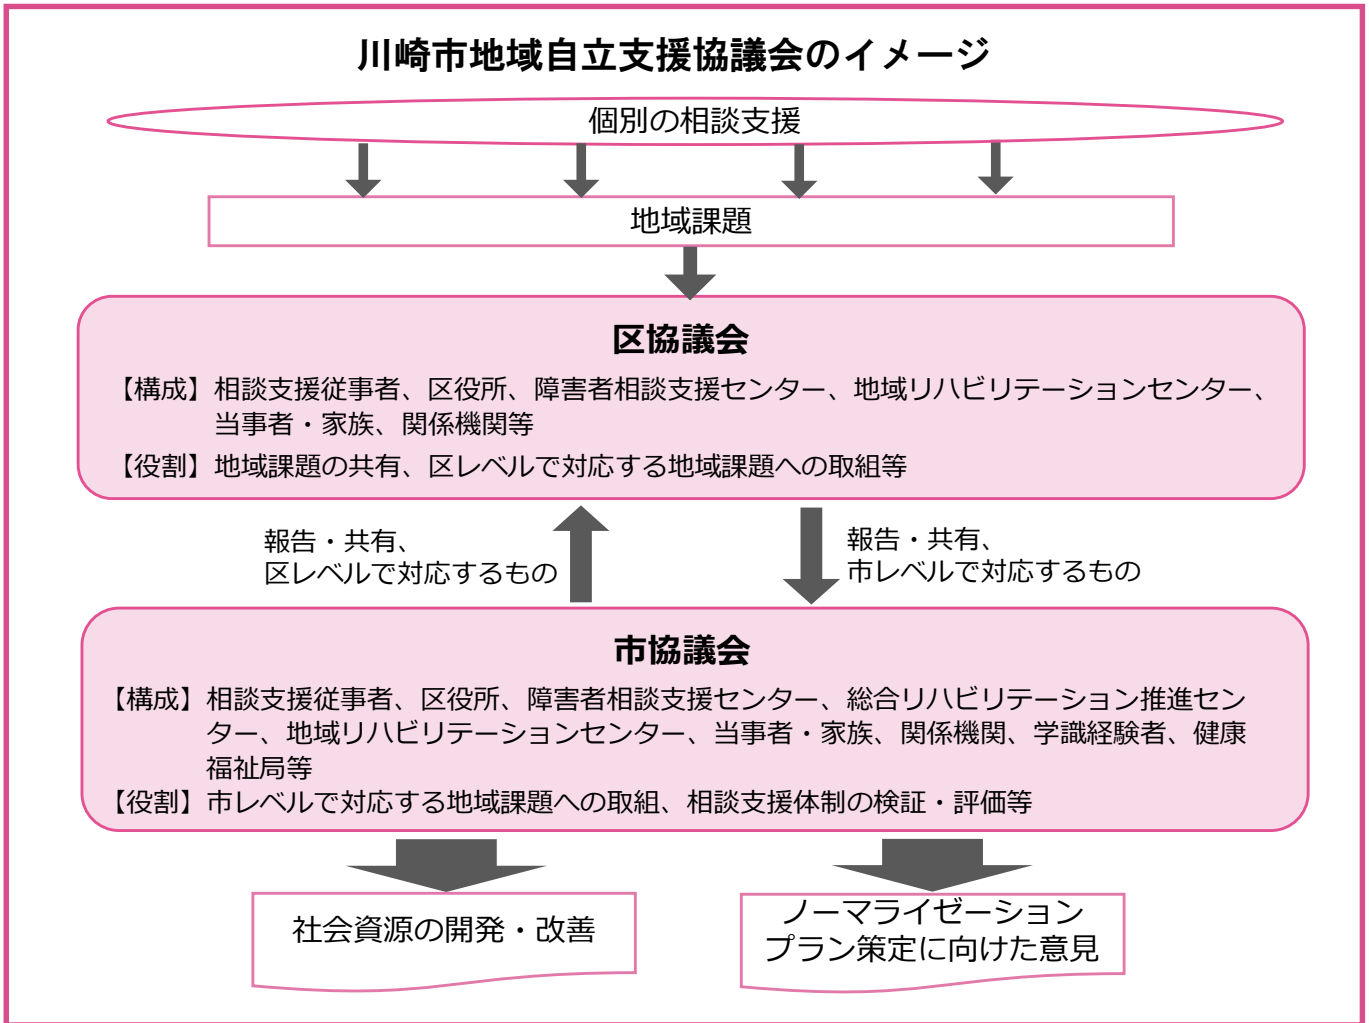 川崎市地域自立支援協議会のイメージ
個別の相談支援
地域課題
区協議会
【構成】相談支援従事者、区役所、障害者相談支援センター、地域リハビリテーションセンター、
当事者・家族、関係機関等
【役割】地域課題の共有、区レベルで対応する地域課題への取組等
報告・共有、
区レベルで対応するもの
報告・共有、
市レベルで対応するもの
市協議会
【構成】相談支援従事者、区役所、障害者相談支援センター、総合リハビリテーション推進セン
ター、地域リハビリテーションセンター、当事者・家族、関係機関、学識経験者、健康
福祉局等
【役割】市レベルで対応する地域課題への取組、相談支援体制の検証・評価等
社会資源の開発・改善
ノーマライゼーション
プラン策定に向けた意見